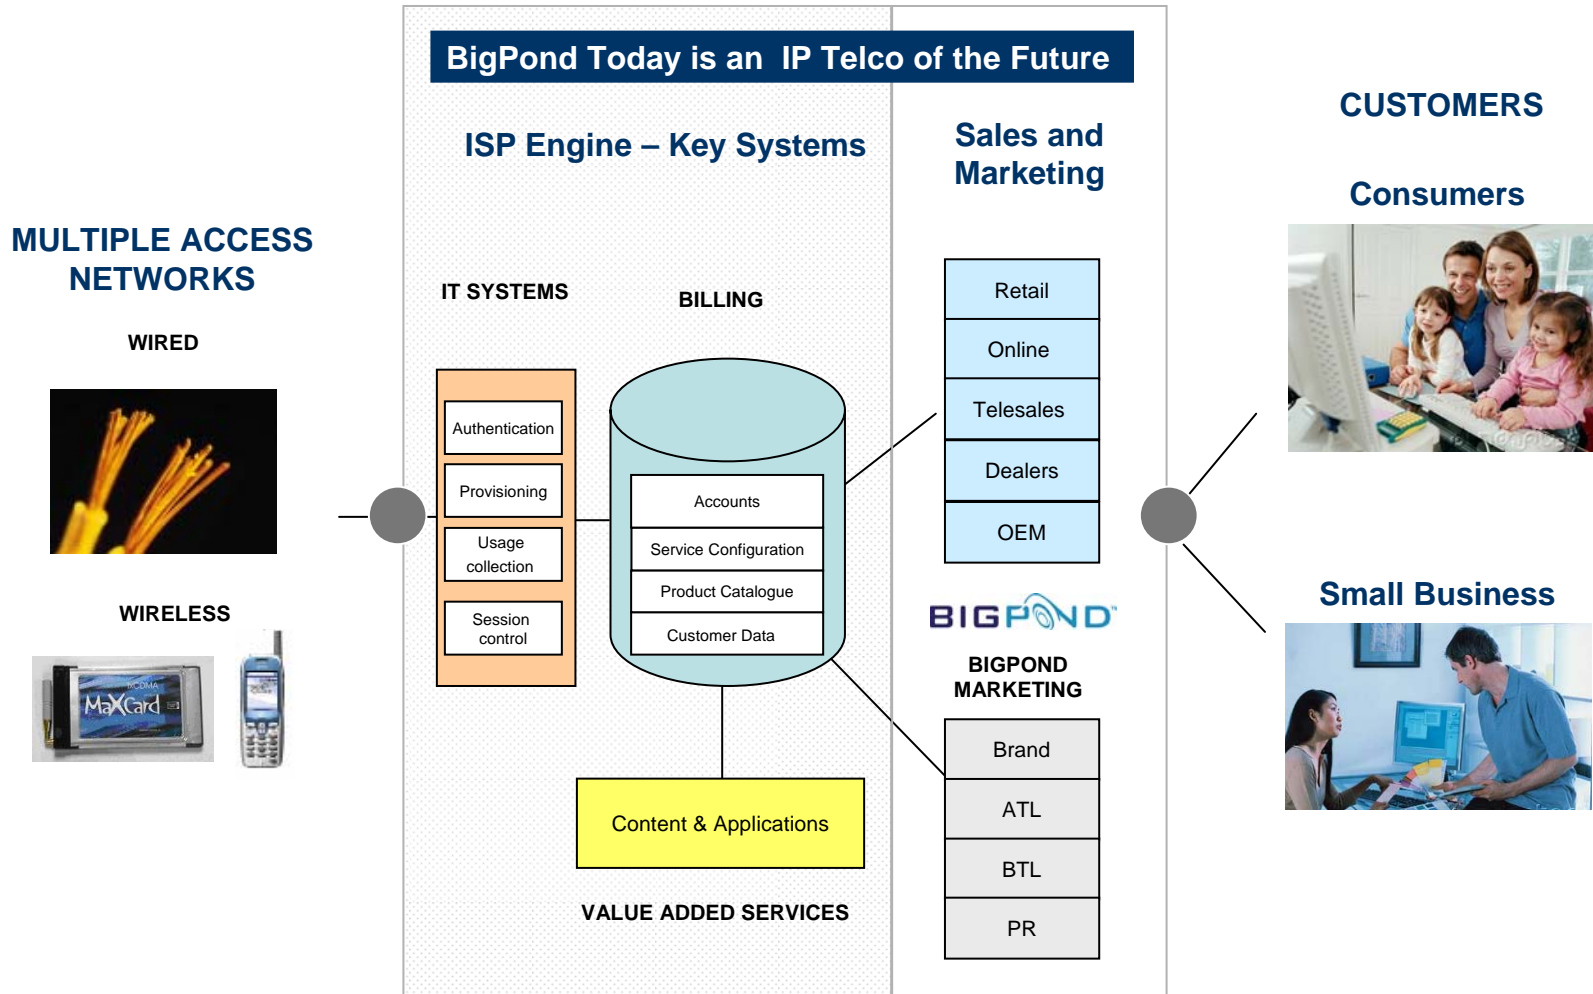 BigPond Today is an IP Telco of the Future
MULTIPLE ACCESS
NETWORKS
WIRED
WIRELESS
MaXCard
ISP Engine – Key Systems
IT SYSTEMS
Authentication
Provisioning
Usage
collection
Session
control
BILLING
Accounts
Service Configuration
Product Catalogue
Customer Data
Content & Applications
VALUE ADDED SERVICES
Sales and
Marketing
Retail
Online
Telesales
Dealers
OEM
BIGPOND™
BIGPOND
MARKETING
Brand
ATL
BTL
PR
CUSTOMERS
Consumers
Small Business